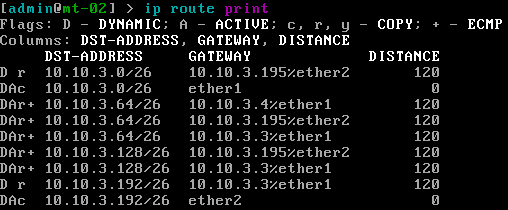 [admin@mt-02] > ip route print
Flags: D - DYNAMIC; A - ACTIVE; c, r, y - COPY; + - ECMP
Columns: DST-ADDRESS, GATEWAY, DISTANCE
DST-ADDRESS GATEWAY DISTANCE
D r 10.10.3.0/26 10.10.3.195%ether2 120
DAc 10.10.3.0/26 ether1 0
DAr+ 10.10.3.64/26 10.10.3.4%ether1 120
DAr+ 10.10.3.64/26 10.10.3.195%ether2 120
DAr+ 10.10.3.64/26 10.10.3.3%ether1 120
DAr+ 10.10.3.128/26 10.10.3.195%ether2 120
DAr+ 10.10.3.128/26 10.10.3.3%ether1 120
D r 10.10.3.192/26 10.10.3.3%ether1 120
DAc 10.10.3.192/26 ether2 0